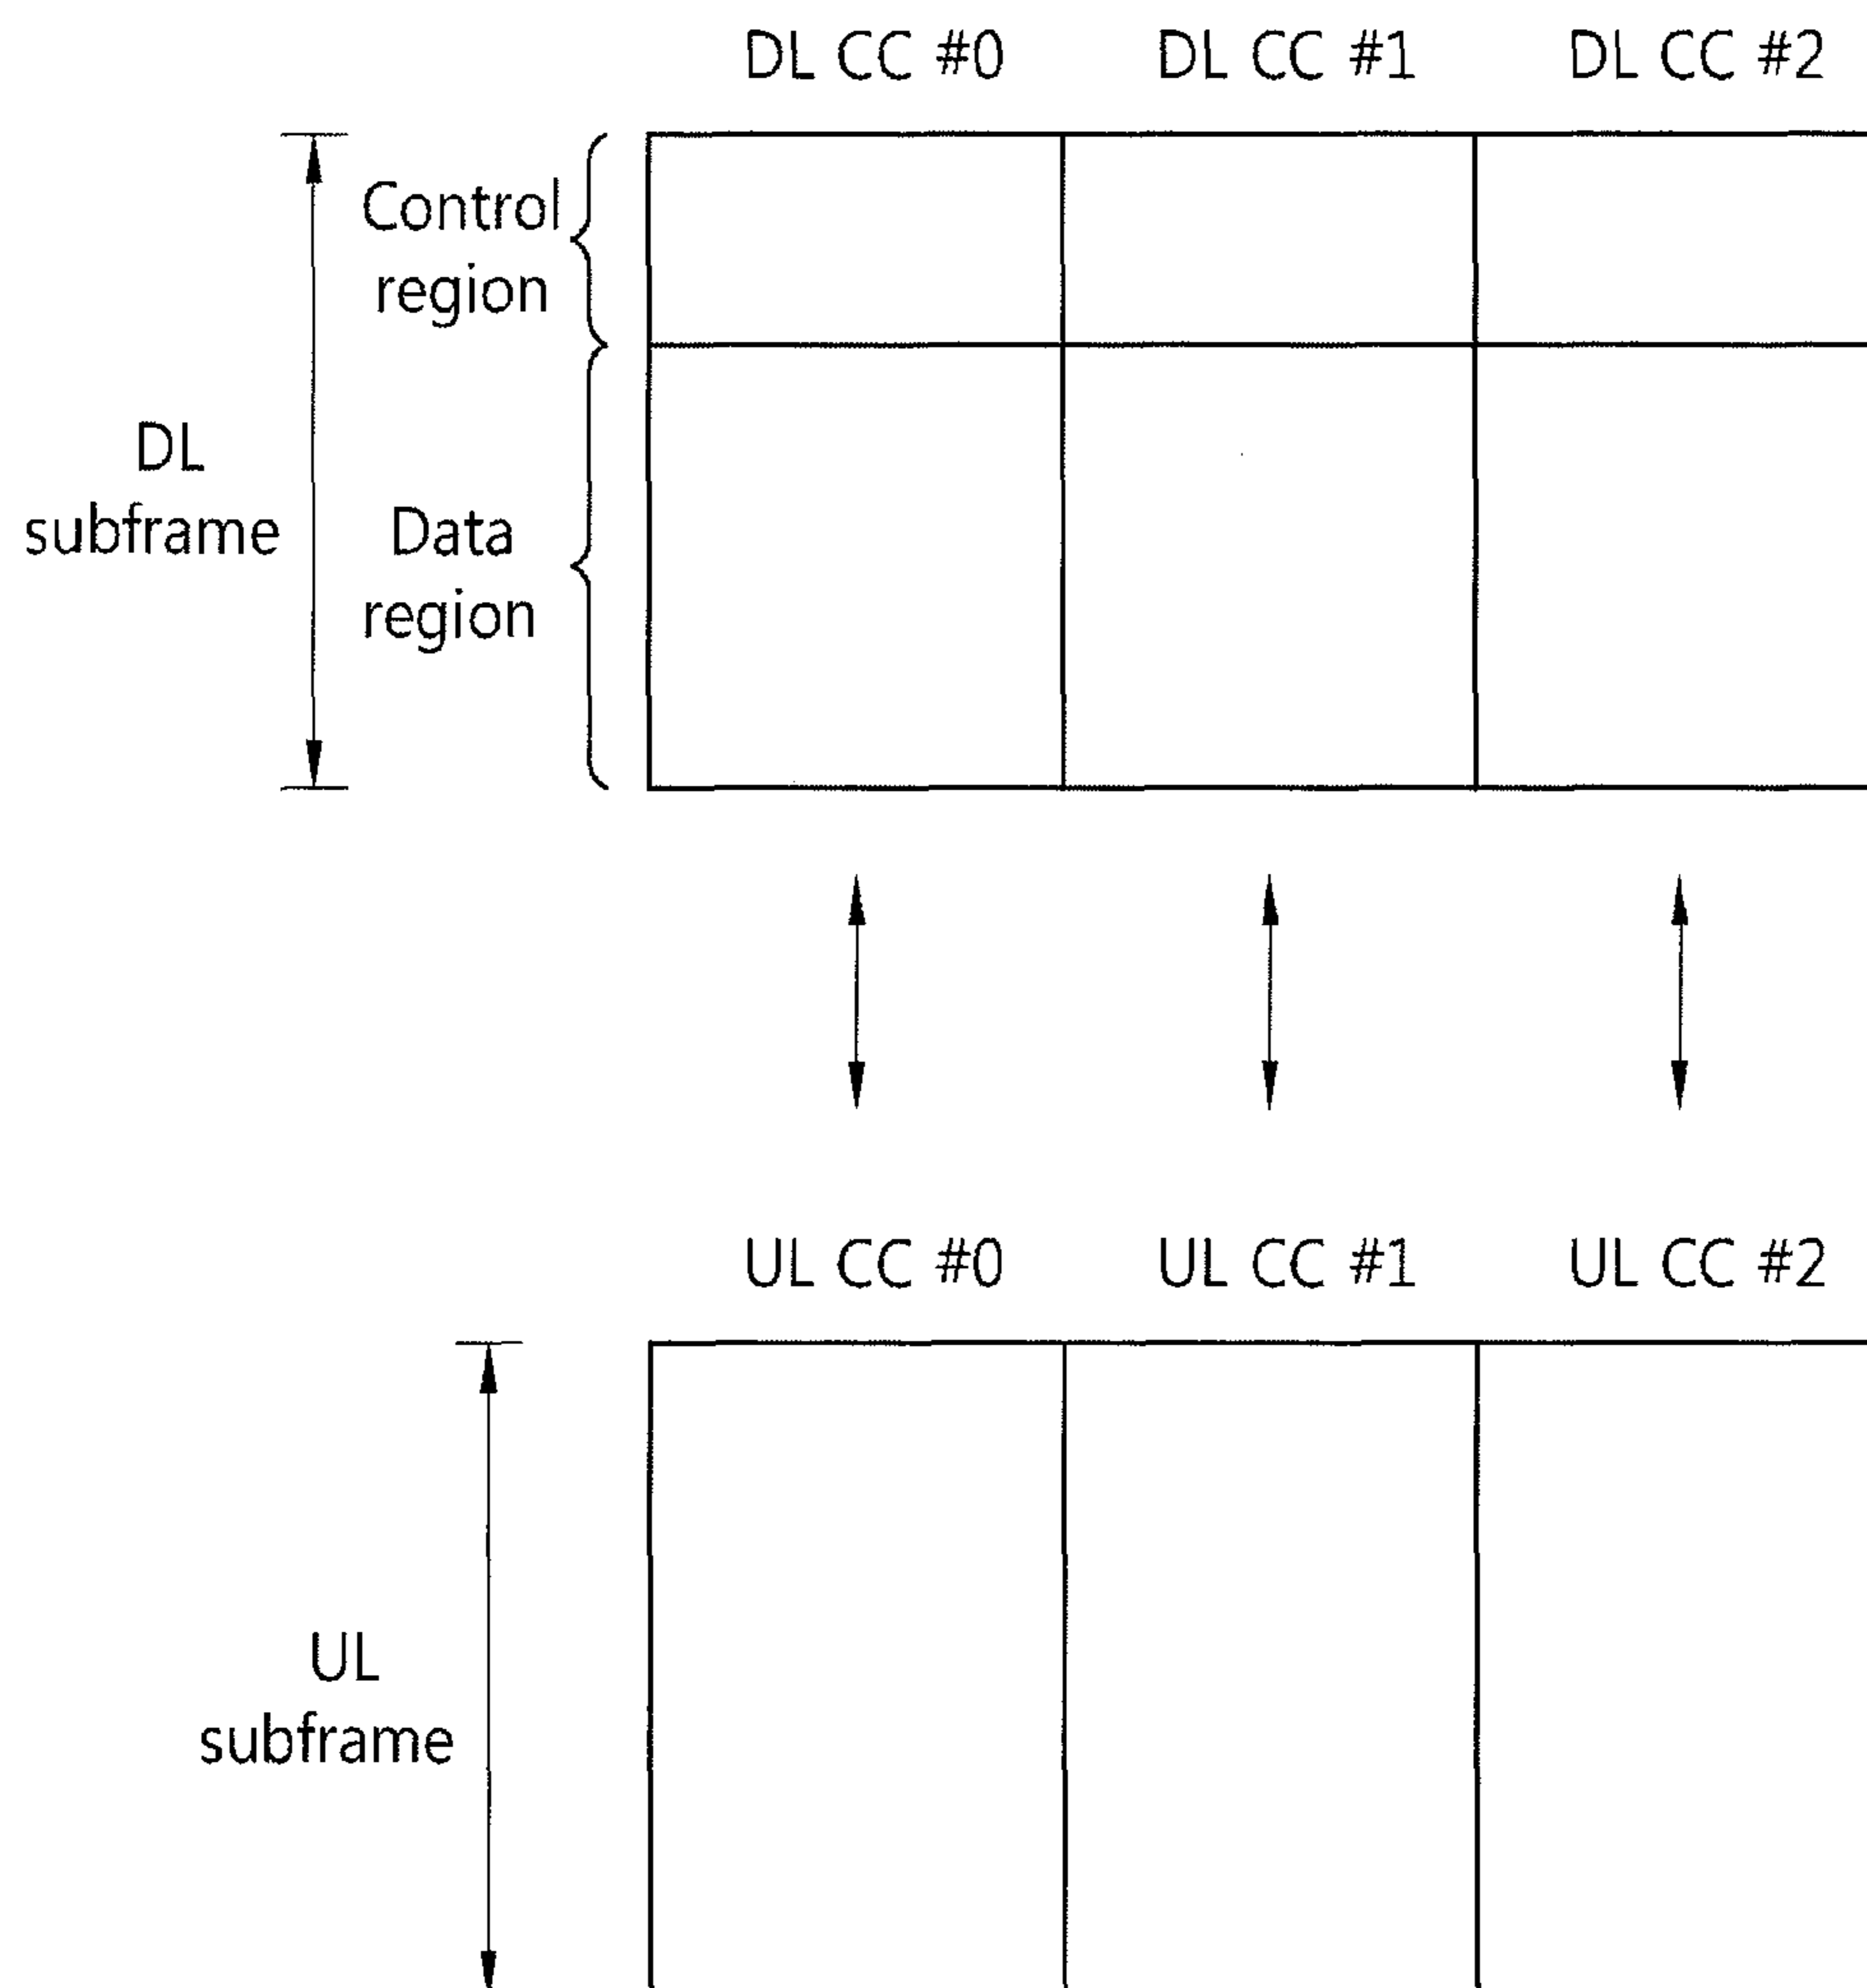 DL CC #0 DL CC #1 DL CC #2
Control
region
DL
subframe
Data
region
UL CC #0 UL CC #1 UL CC #2
UL
subframe